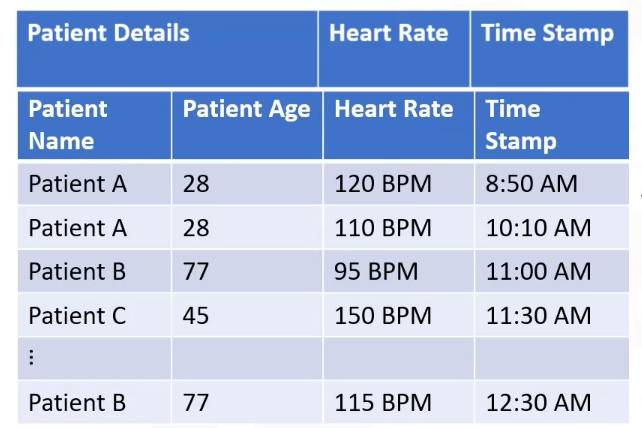 Patient Details Heart Rate Time Stamp
Patient Name Patient Age Heart Rate Time Stamp
Patient A 28 120 BPM 8:50 AM
Patient A 28 110 BPM 10:10 AM
Patient B 77 95 BPM 11:00 AM
Patient C 45 150 BPM 11:30 AM
⋮
Patient B 77 115 BPM 12:30 AM